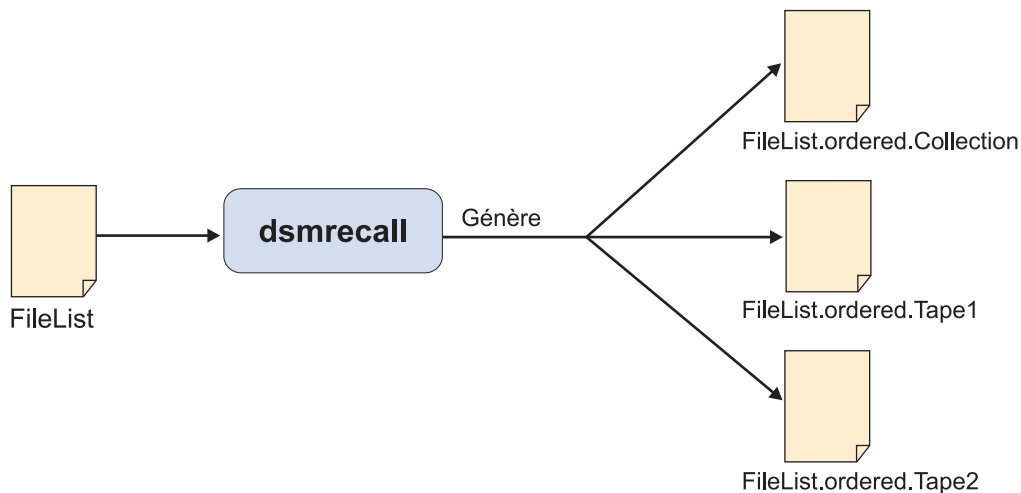 FileList
dsmrecall
Génère
FileList.ordered.Collection
FileList.ordered.Tape1
FileList.ordered.Tape2